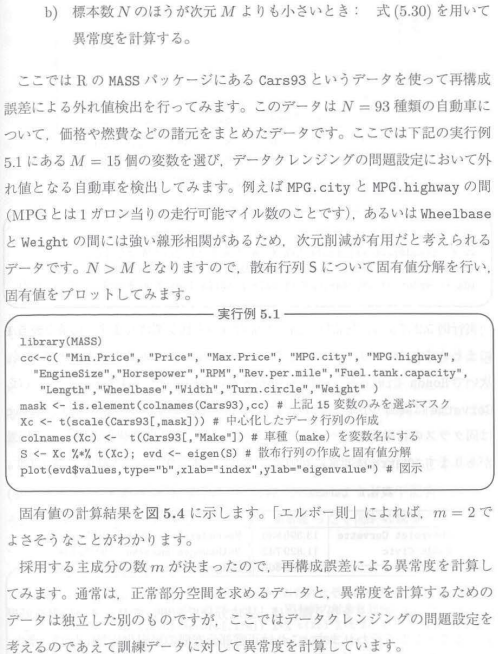 b) 標本数 N のほうが次元 M よりも小さいとき： 式 (5.30) を用いて
異常度を計算する。
ここでは R の MASS パッケージにある Cars93 というデータを使って再構成
誤差による外れ値検出を行ってみます。このデータは N = 93 種類の自動車に
ついて，価格や燃費などの諸元をまとめたデータです。ここでは下記の実行例
5.1 にある M = 15 個の変数を選び，データクレンジングの問題設定において外
れ値となる自動車を検出してみます。例えば MPG.city と MPG.highway の間
(MPG とは 1 ガロン当りの走行可能マイル数のことです)，あるいは Wheelbase
と Weight の間には強い線形相関があるため，次元削減が有用だと考えられる
データです。N > M となりますので，散布行列 S について固有値分解を行い，
固有値をプロットしてみます。
実行例 5.1
library(MASS)
cc<-c( "Min.Price", "Price", "Max.Price", "MPG.city", "MPG.highway",
"EngineSize","Horsepower","RPM","Rev.per.mile","Fuel.tank.capacity",
"Length","Wheelbase","Width","Turn.circle","Weight" )
mask <- is.element(colnames(Cars93),cc) # 上記 15 変数のみを選ぶマスク
Xc <- t(scale(Cars93[,mask])) # 中心化したデータ行列の作成
colnames(Xc) <- t(Cars93[,"Make"]) # 車種 (make) を変数名にする
S <- Xc %*% t(Xc); evd <- eigen(S) # 散布行列の作成と固有値分解
plot(evd$values,type="b",xlab="index",ylab="eigenvalue") # 図示
固有値の計算結果を図 5.4 に示します。「エルボー則」によれば，m = 2 で
よさそうなことがわかります。
採用する主成分の数 m が決まったので，再構成誤差による異常度を計算し
てみます。通常は，正常部分空間を求めるデータと，異常度を計算するための
データは独立した別のものですが，ここではデータクレンジングの問題設定を
考えるのであえて訓練データに対して異常度を計算しています。